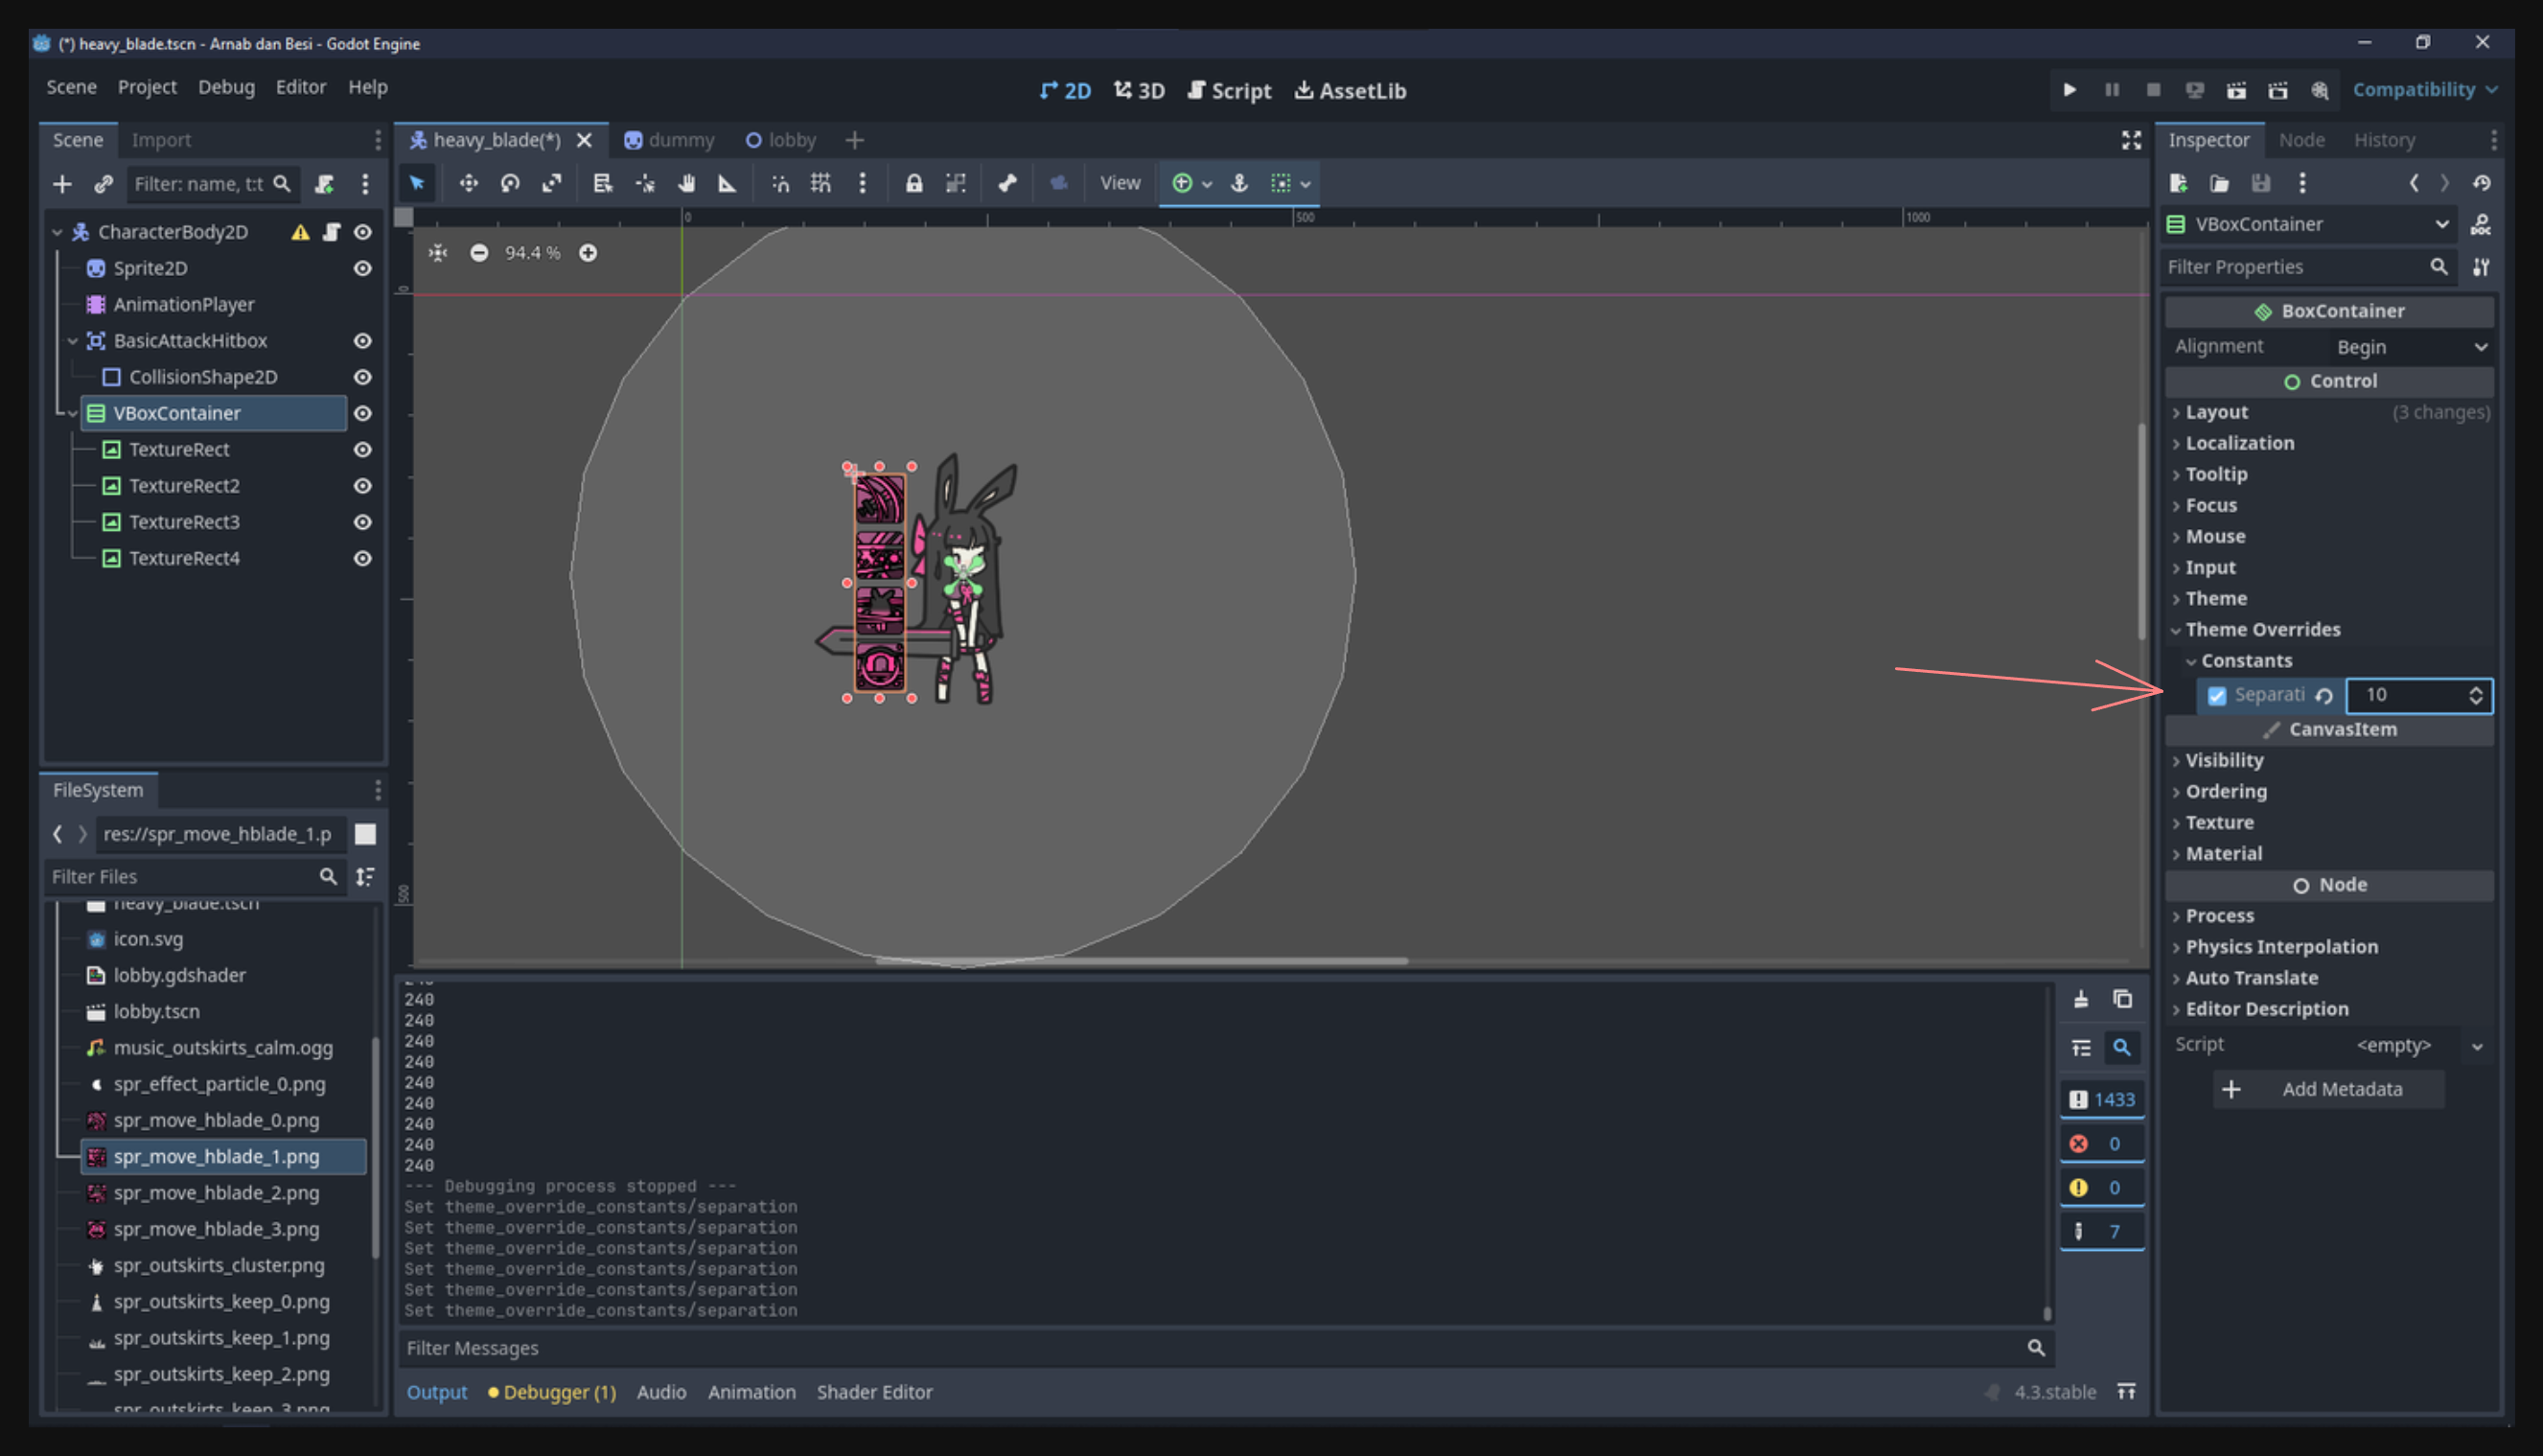 (*) heavy_blade.tscn - Arnab dan Besi - Godot Engine
Scene Project Debug Editor Help
2D 3D Script AssetLib
Compatibility
Scene Import
Filter: name, t:t
CharacterBody2D
Sprite2D
AnimationPlayer
BasicAttackHitbox
CollisionShape2D
VBoxContainer
TextureRect
TextureRect2
TextureRect3
TextureRect4
FileSystem
res://spr_move_hblade_1.p
Filter Files
heavy_blade.tscn
icon.svg
lobby.gdshader
lobby.tscn
music_outskirts_calm.ogg
spr_effect_particle_0.png
spr_move_hblade_0.png
spr_move_hblade_1.png
spr_move_hblade_2.png
spr_move_hblade_3.png
spr_outskirts_cluster.png
spr_outskirts_keep_0.png
spr_outskirts_keep_1.png
spr_outskirts_keep_2.png
spr_outskirts_keep_3.png
heavy_blade(*) dummy lobby
View
0 500 1000
0
500
94.4 %
240
240
240
240
240
240
240
240
240
240
--- Debugging process stopped ---
Set theme_override_constants/separation
Set theme_override_constants/separation
Set theme_override_constants/separation
Set theme_override_constants/separation
Set theme_override_constants/separation
Set theme_override_constants/separation
Filter Messages
1433
0
0
7
Output Debugger (1) Audio Animation Shader Editor
4.3.stable
Inspector Node History
VBoxContainer
DOC
Filter Properties
BoxContainer
Alignment Begin
Control
Layout (3 changes)
Localization
Tooltip
Focus
Mouse
Input
Theme
Theme Overrides
Constants
Separati 10
CanvasItem
Visibility
Ordering
Texture
Material
Node
Process
Physics Interpolation
Auto Translate
Editor Description
Script <empty>
Add Metadata